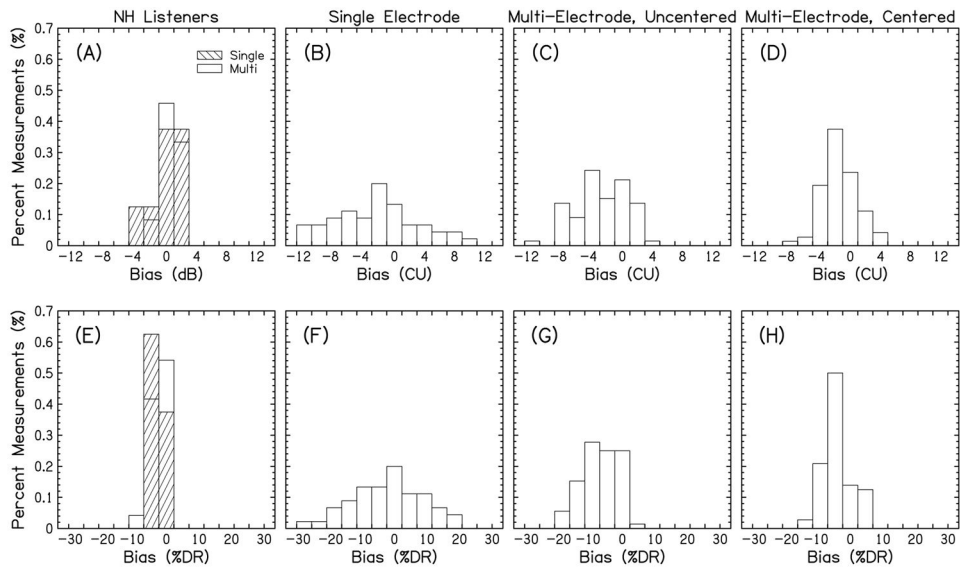 NH Listeners Single Electrode Multi-Electrode, Uncentered Multi-Electrode, Centered
0.7 (A) (B) (C) (D)
Single
Multi
0.6
0.5
0.4
0.3
0.2
0.1
0
Percent Measurements (%)
-12 -8 -4 0 4 8 12 -12 -8 -4 0 4 8 12 -12 -8 -4 0 4 8 12 -12 -8 -4 0 4 8 12
Bias (dB) Bias (CU) Bias (CU) Bias (CU)
0.7 (E) (F) (G) (H)
0.6
0.5
0.4
0.3
0.2
0.1
0
Percent Measurements (%)
-30 -20 -10 0 10 20 30 -30 -20 -10 0 10 20 30 -30 -20 -10 0 10 20 30 -30 -20 -10 0 10 20 30
Bias (%DR) Bias (%DR) Bias (%DR) Bias (%DR)